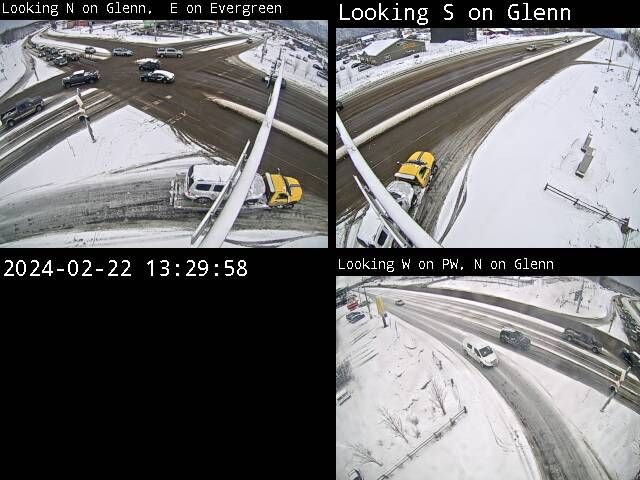 Looking N on Glenn,  E on Evergreen
Looking S on Glenn
2024-02-22 13:29:58
Looking W on PW, N on Glenn